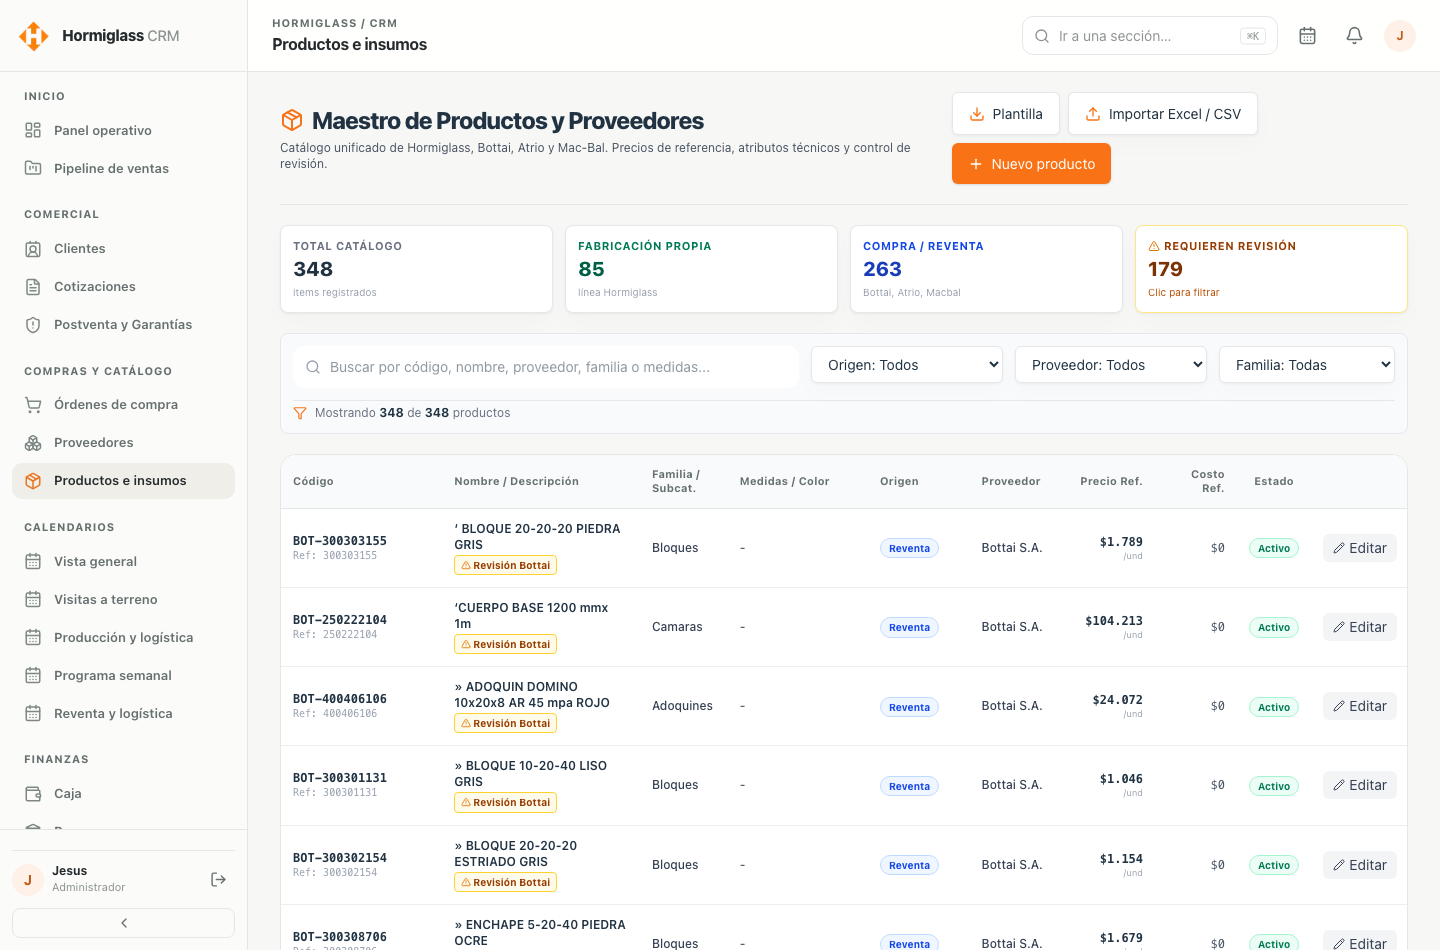 Hormiglass CRM
HORMIGLASS / CRM
Productos e insumos
Ir a una sección...
⌘K
J
INICIO
Panel operativo
Pipeline de ventas
COMERCIAL
Clientes
Cotizaciones
Postventa y Garantías
COMPRAS Y CATÁLOGO
Órdenes de compra
Proveedores
Productos e insumos
CALENDARIOS
Vista general
Visitas a terreno
Producción y logística
Programa semanal
Reventa y logística
FINANZAS
Caja
J
Jesus
Administrador
Maestro de Productos y Proveedores
Catálogo unificado de Hormiglass, Bottai, Atrio y Mac-Bal. Precios de referencia, atributos técnicos y control de
revisión.
Plantilla
Importar Excel / CSV
Nuevo producto
TOTAL CATÁLOGO
348
items registrados
FABRICACIÓN PROPIA
85
línea Hormiglass
COMPRA / REVENTA
263
Bottai, Atrio, Macbal
REQUIEREN REVISIÓN
179
Clic para filtrar
Buscar por código, nombre, proveedor, familia o medidas...
Origen: Todos
Proveedor: Todos
Familia: Todas
Mostrando 348 de 348 productos
Código
Nombre / Descripción
Familia /
Subcat.
Medidas / Color
Origen
Proveedor
Precio Ref.
Costo
Ref.
Estado
BOT-300303155
Ref: 300303155
‘ BLOQUE 20-20-20 PIEDRA
GRIS
Revisión Bottai
Bloques
-
Reventa
Bottai S.A.
$1.789
/und
$0
Activo
Editar
BOT-250222104
Ref: 250222104
‘CUERPO BASE 1200 mmx
1m
Revisión Bottai
Camaras
-
Reventa
Bottai S.A.
$104.213
/und
$0
Activo
Editar
BOT-400406106
Ref: 400406106
» ADOQUIN DOMINO
10x20x8 AR 45 mpa ROJO
Revisión Bottai
Adoquines
-
Reventa
Bottai S.A.
$24.072
/und
$0
Activo
Editar
BOT-300301131
Ref: 300301131
» BLOQUE 10-20-40 LISO
GRIS
Revisión Bottai
Bloques
-
Reventa
Bottai S.A.
$1.046
/und
$0
Activo
Editar
BOT-300302154
Ref: 300302154
» BLOQUE 20-20-20
ESTRIADO GRIS
Revisión Bottai
Bloques
-
Reventa
Bottai S.A.
$1.154
/und
$0
Activo
Editar
BOT-300308706
Ref: 300308706
» ENCHAPE 5-20-40 PIEDRA
OCRE
Bloques
-
Reventa
Bottai S.A.
$1.679
$0
Activo
Editar